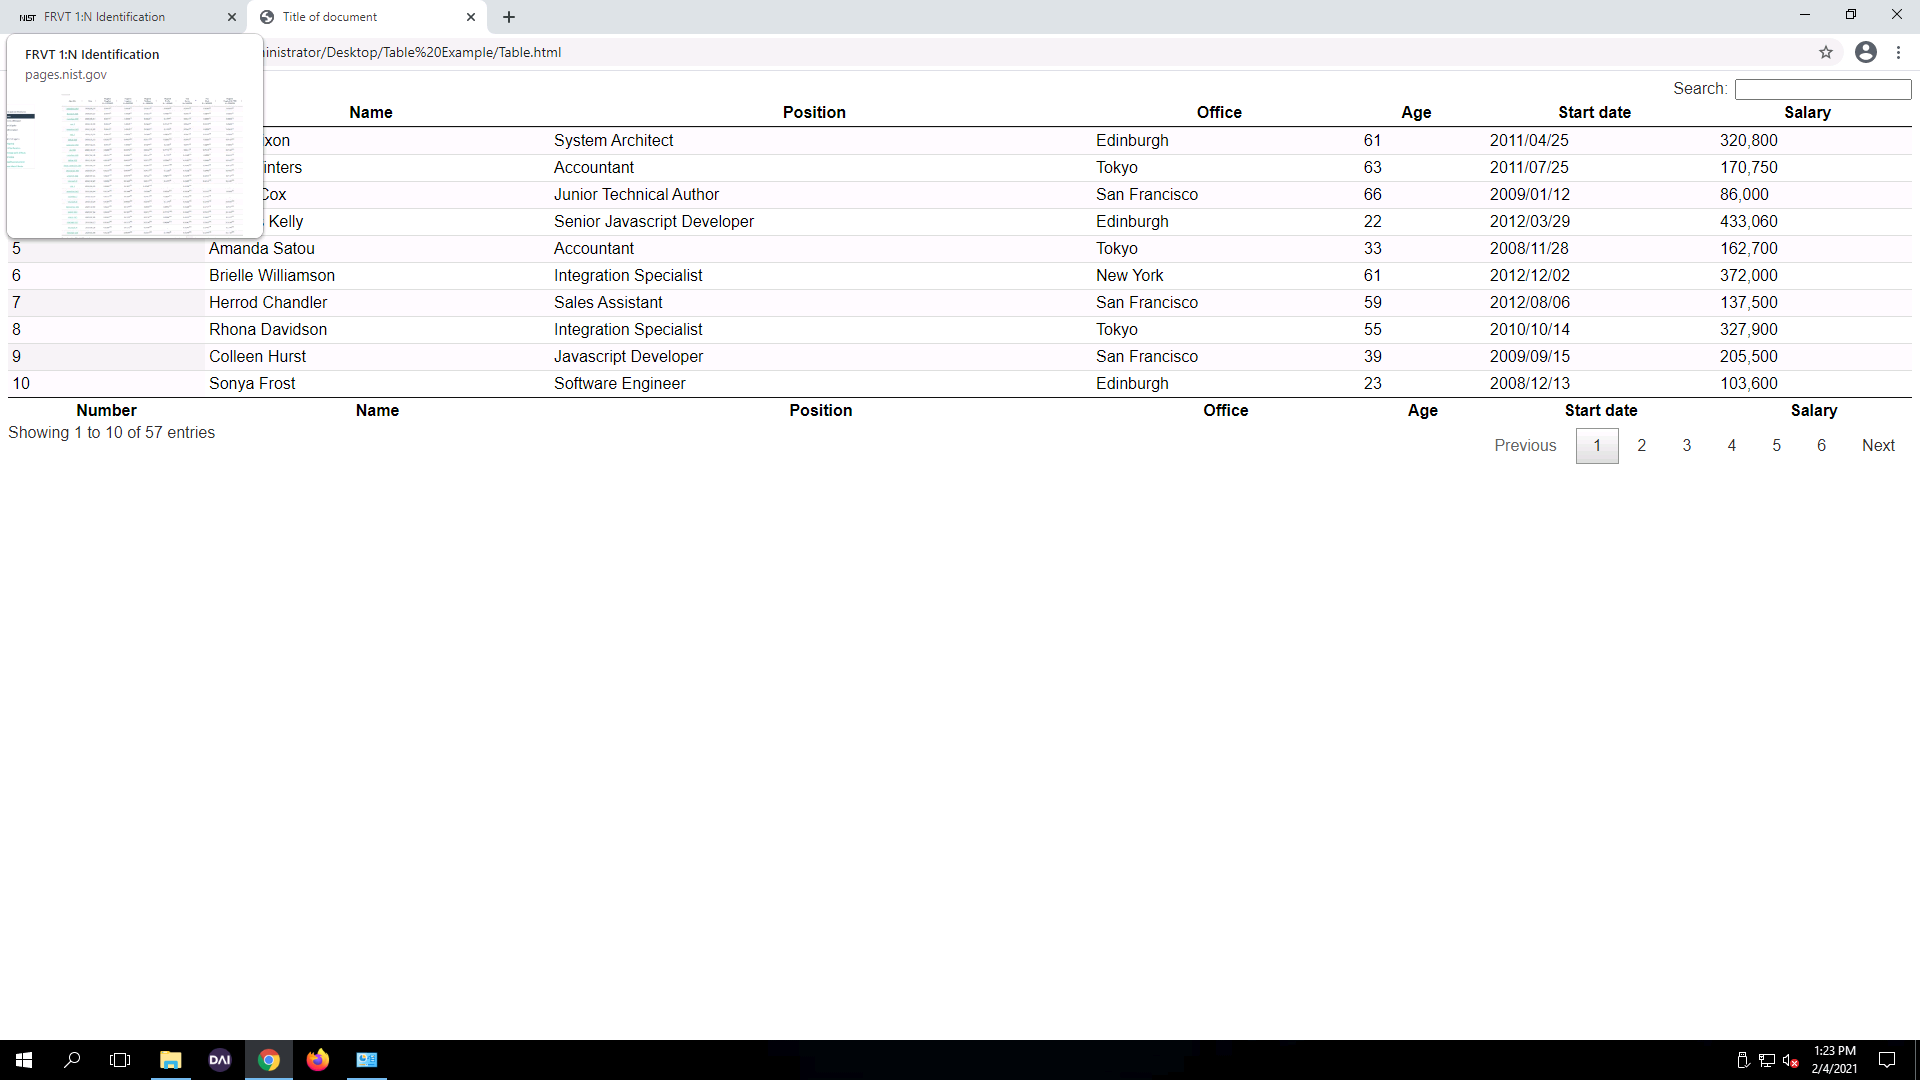 NIST FRVT 1:N Identification
Title of document
FRVT 1:N Identification
pages.nist.gov
inistrator/Desktop/Table%20Example/Table.html
Search:
Name Position Office Age Start date Salary
xon System Architect Edinburgh 61 2011/04/25 320,800
inters Accountant Tokyo 63 2011/07/25 170,750
Cox Junior Technical Author San Francisco 66 2009/01/12 86,000
Kelly Senior Javascript Developer Edinburgh 22 2012/03/29 433,060
5 Amanda Satou Accountant Tokyo 33 2008/11/28 162,700
6 Brielle Williamson Integration Specialist New York 61 2012/12/02 372,000
7 Herrod Chandler Sales Assistant San Francisco 59 2012/08/06 137,500
8 Rhona Davidson Integration Specialist Tokyo 55 2010/10/14 327,900
9 Colleen Hurst Javascript Developer San Francisco 39 2009/09/15 205,500
10 Sonya Frost Software Engineer Edinburgh 23 2008/12/13 103,600
Number Name Position Office Age Start date Salary
Showing 1 to 10 of 57 entries
Previous 1 2 3 4 5 6 Next
DAI
1:23 PM
2/4/2021